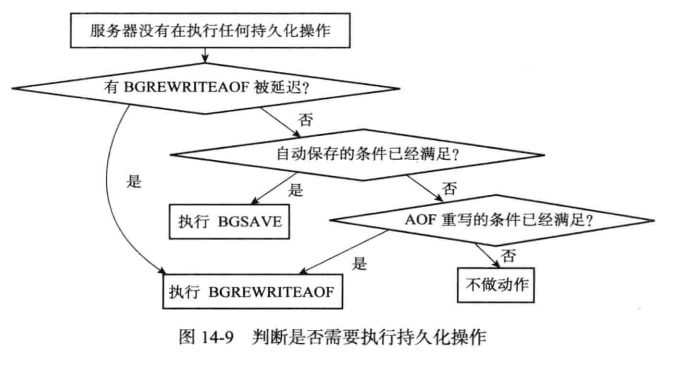 服务器没有在执行任何持久化操作
有 BGREWRITEAOF 被延迟?
否
自动保存的条件已经满足?
是
是
否
执行 BGSAVE
AOF 重写的条件已经满足?
是
否
执行 BGREWRITEAOF
不做动作
图 14-9 判断是否需要执行持久化操作